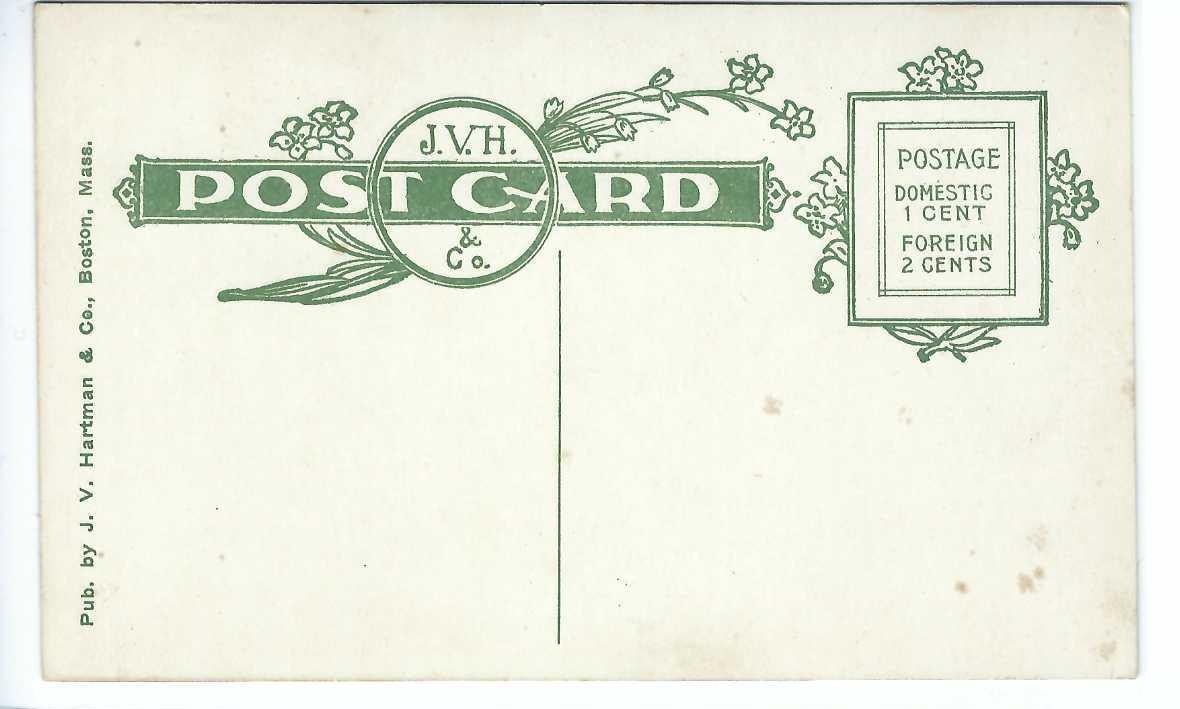 J.V.H.
POST CARD
& Co.
POSTAGE
DOMESTIC
1 CENT
FOREIGN
2 CENTS
Pub. by J. V. Hartman & Co., Boston, Mass.